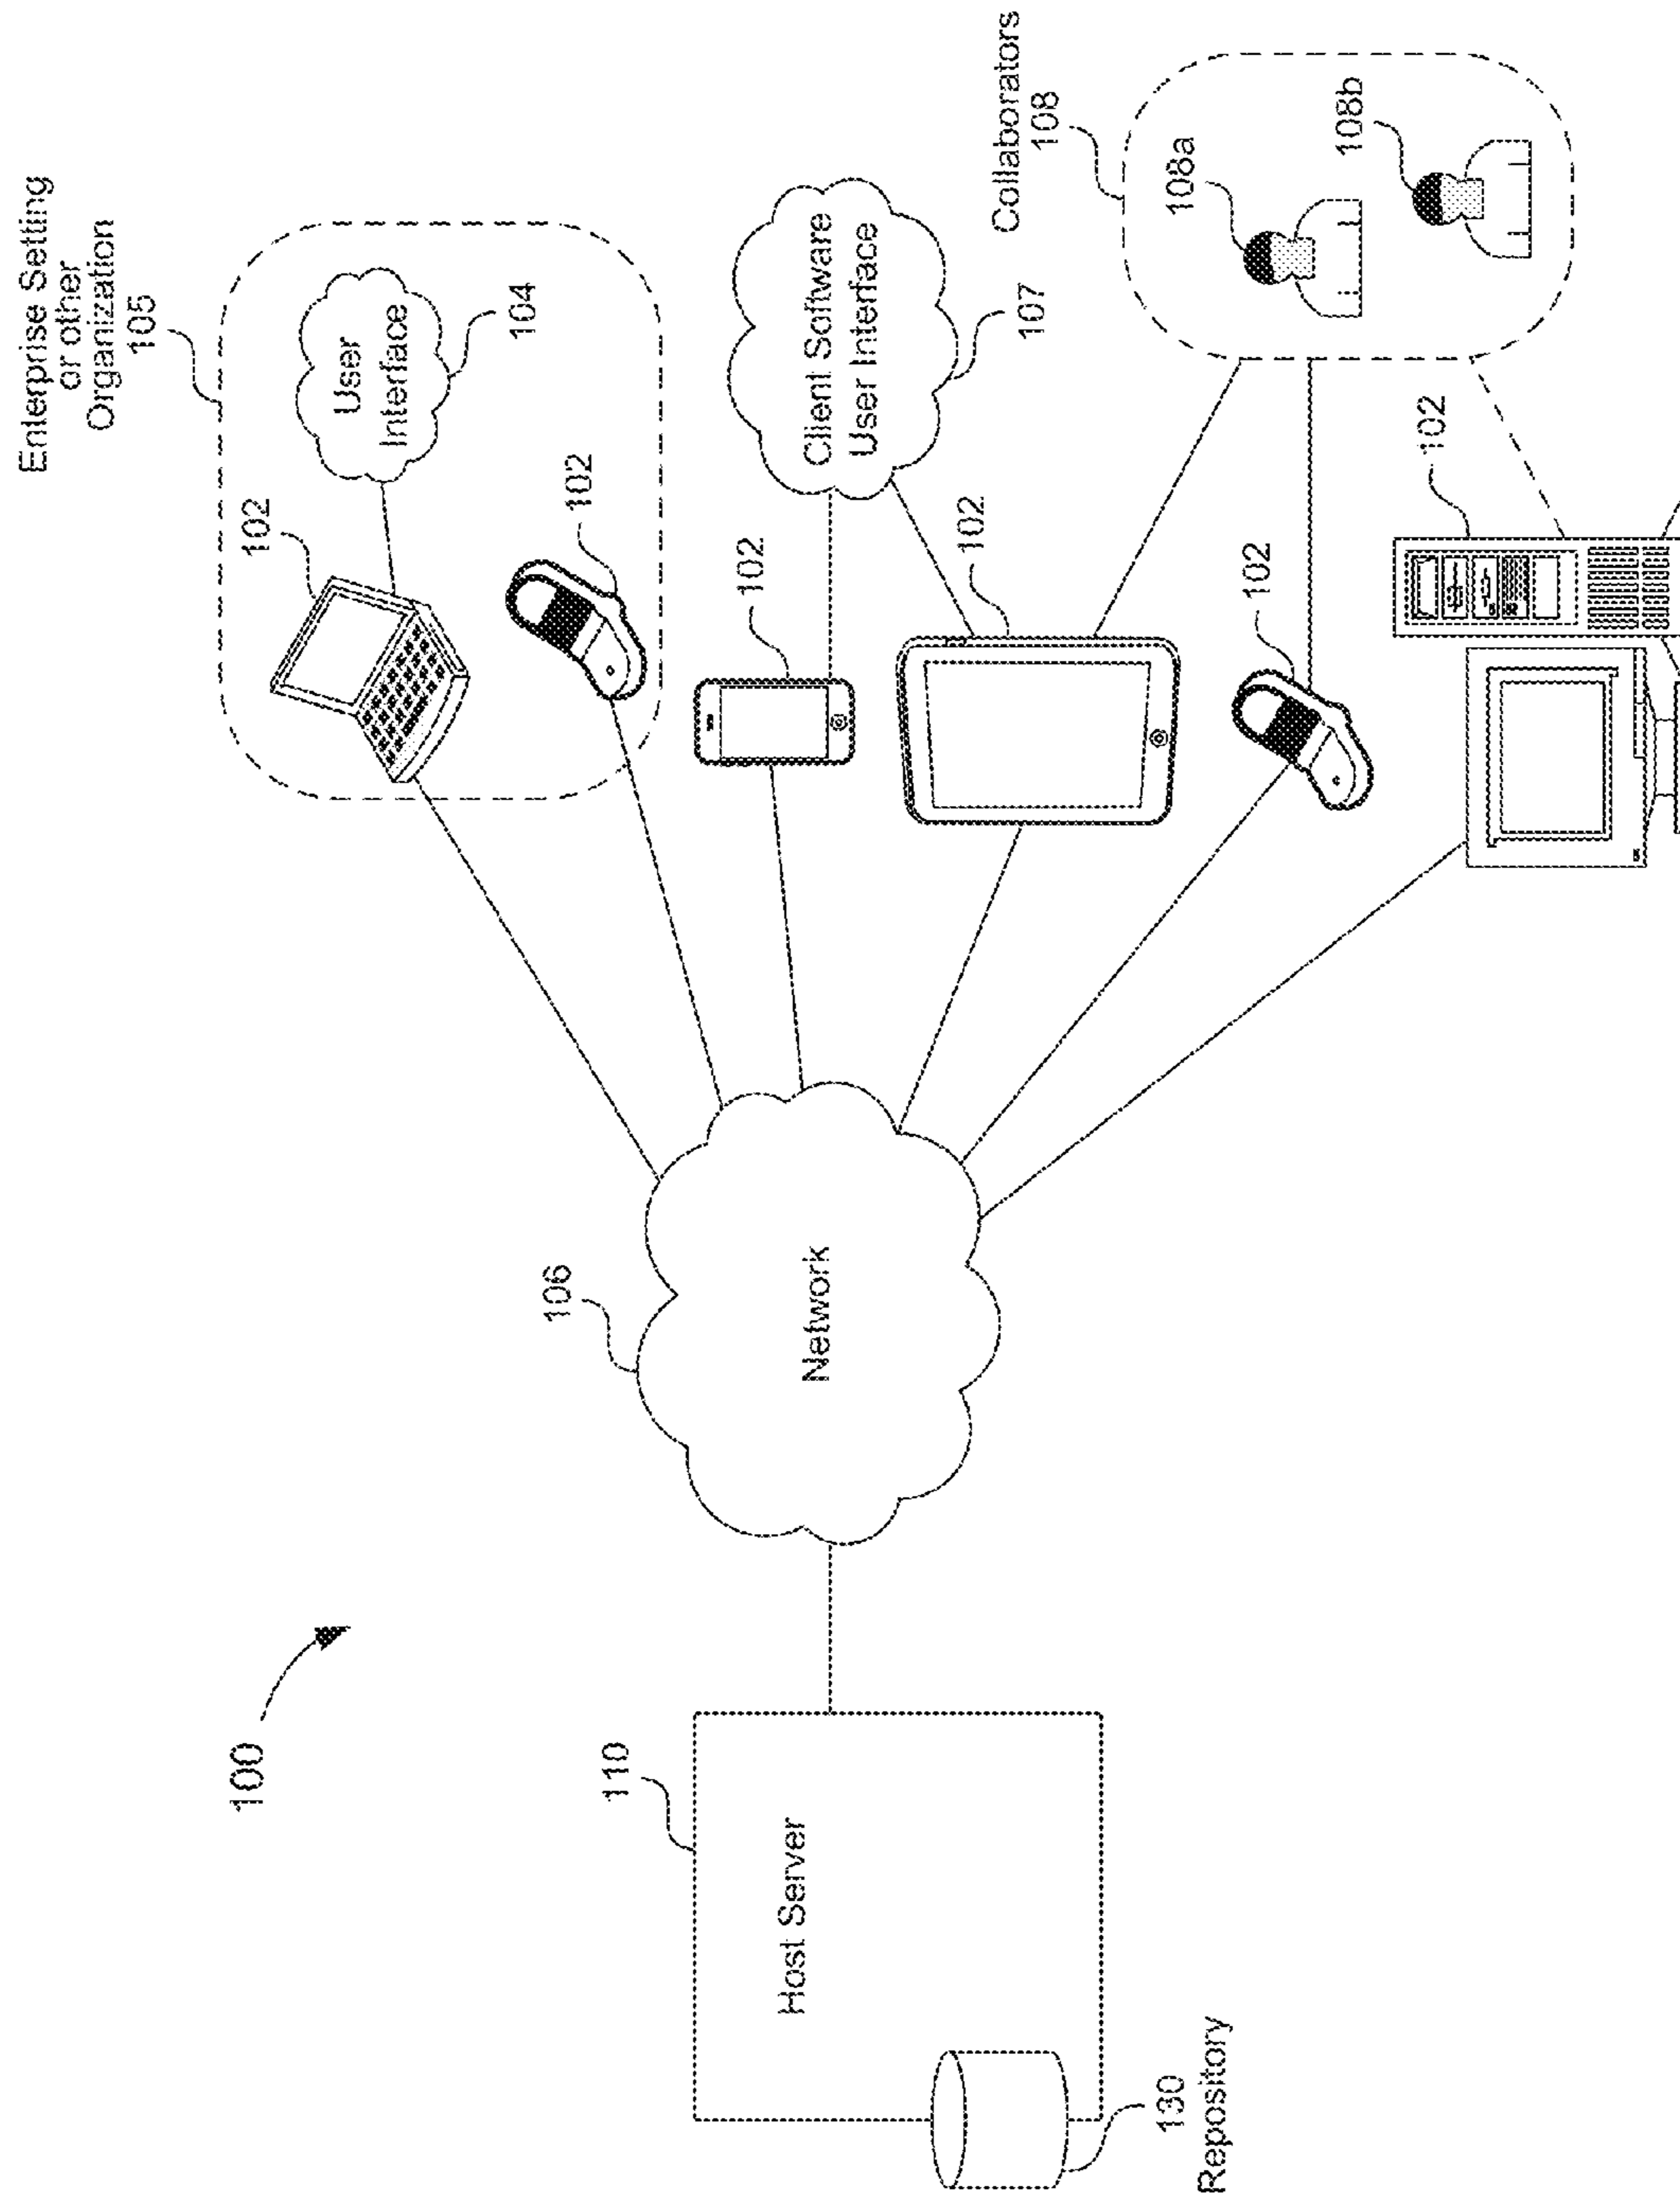 Enterprise Setting
or other
Organization
105
102
User
Interface
104
102
102
Client Software
User Interface
107
102
Collaborators
108
108a
108b
102
102
100
106
Network
110
Host Server
130
Repository